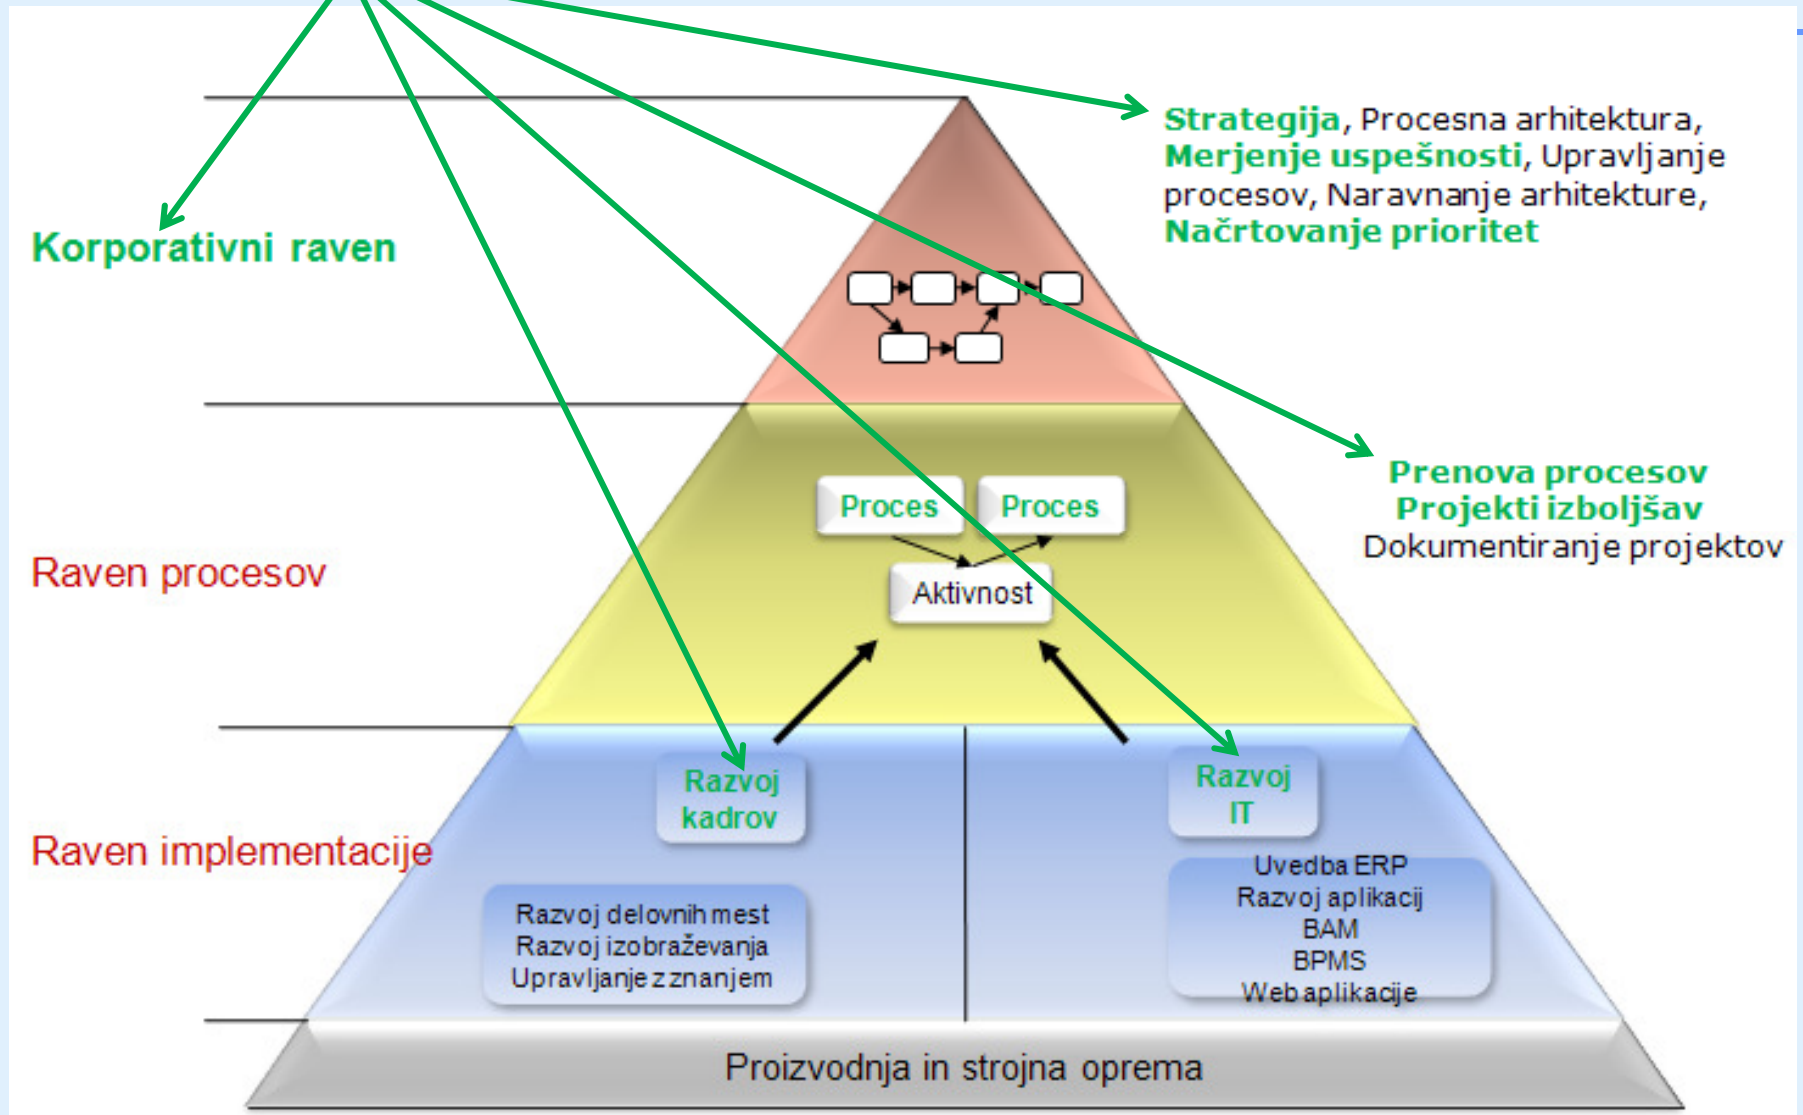 Strategija, Procesna arhitektura,
Merjenje uspešnosti, Upravljanje
procesov, Naravnanje arhitekture,
Načrtovanje prioritet
Korporativni raven
Prenova procesov
Projekti izboljšav
Dokumentiranje projektov
Proces
Proces
Aktivnost
Raven procesov
Razvoj
kadrov
Razvoj
IT
Raven implementacije
Razvoj delovnih mest
Razvoj izobraževanja
Upravljanje z znanjem
Uvedba ERP
Razvoj aplikacij
BAM
BPMS
Web aplikacije
Proizvodnja in strojna oprema